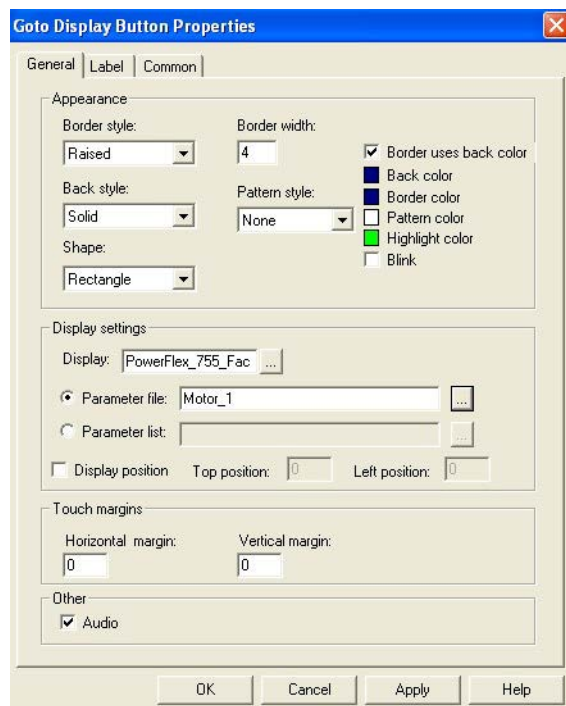 Goto Display Button Properties
General Label Common
Appearance
Border style: Border width:
Raised 4 Border uses back color
Back color
Back style: Pattern style: Border color
Solid None Pattern color
Highlight color
Shape: Blink
Rectangle
Display settings
Display: PowerFlex_755_Fac ...
Parameter file: Motor_1 ...
Parameter list: ...
Display position Top position: 0 Left position: 0
Touch margins
Horizontal margin: Vertical margin:
0 0
Other
Audio
OK Cancel Apply Help